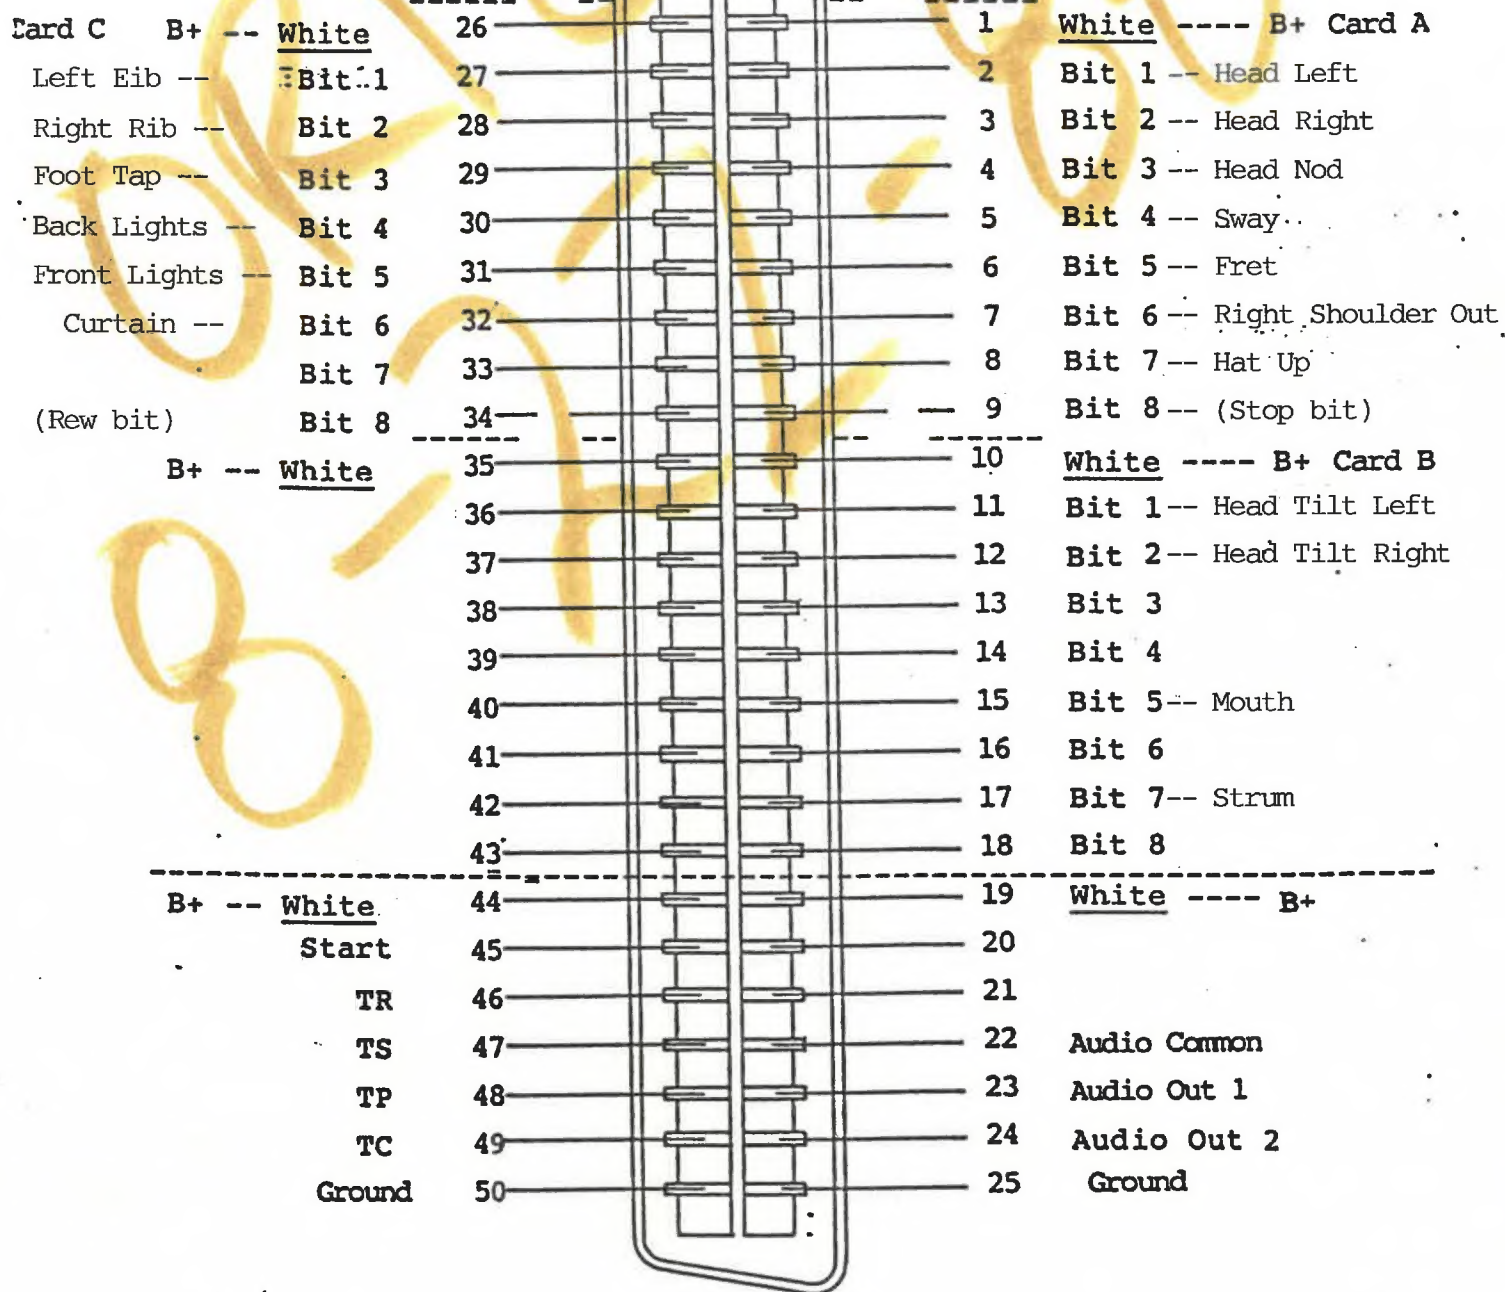 Card C B+ -- White 26 1 White ---- B+ Card A
Left Eib -- Bit 1 27 2 Bit 1 -- Head Left
Right Rib -- Bit 2 28 3 Bit 2 -- Head Right
Foot Tap -- Bit 3 29 4 Bit 3 -- Head Nod
Back Lights -- Bit 4 30 5 Bit 4 -- Sway
Front Lights -- Bit 5 31 6 Bit 5 -- Fret
Curtain -- Bit 6 32 7 Bit 6 -- Right Shoulder Out
Bit 7 33 8 Bit 7 -- Hat Up
(Rew bit) Bit 8 34 9 Bit 8 -- (Stop bit)
B+ -- White 35 10 White ---- B+ Card B
36 11 Bit 1 -- Head Tilt Left
37 12 Bit 2 -- Head Tilt Right
38 13 Bit 3
39 14 Bit 4
40 15 Bit 5 -- Mouth
41 16 Bit 6
42 17 Bit 7 -- Strum
43 18 Bit 8
B+ -- White 44 19 White ---- B+
Start 45 20
TR 46 21
TS 47 22 Audio Common
TP 48 23 Audio Out 1
TC 49 24 Audio Out 2
Ground 50 25 Ground